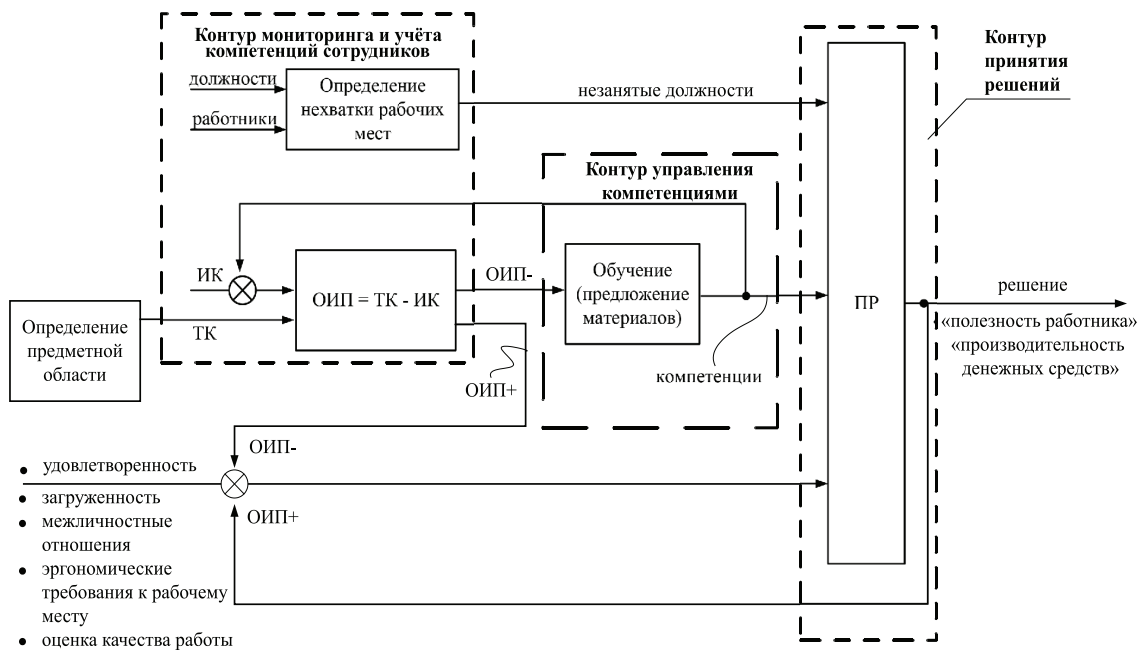 Контур мониторинга и учёта
компетенций сотрудников
должности
работники
Определение
нехватки рабочих
мест
незанятые должности
Контур
принятия
решений
Контур управления
компетенциями
ИК
ТК
ОИП = ТК - ИК
ОИП-
Обучение
(предложение
материалов)
ПР
Определение
предметной
области
ОИП+
компетенции
решение
«полезность работника»
«производительность
денежных средств»
ОИП-
ОИП+
• удовлетворенность
• загруженность
• межличностные
отношения
• эргономические
требования к рабочему
месту
• оценка качества работы